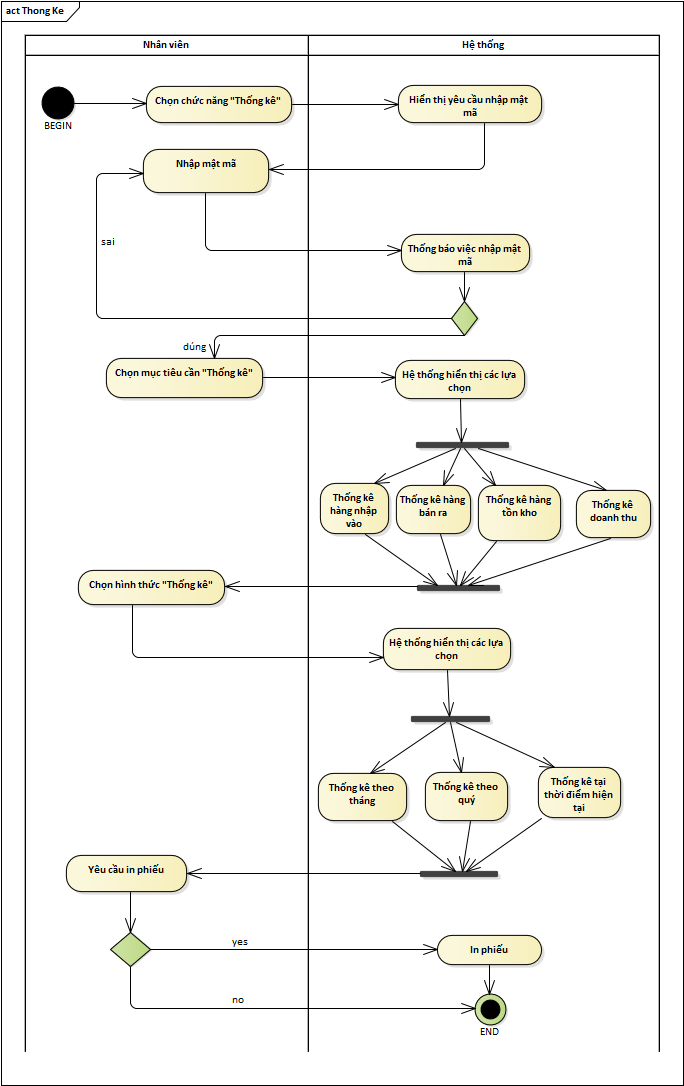 act Thong Ke
Nhân viên
Hệ thống
BEGIN
Chọn chức năng "Thống kê"
Hiển thị yêu cầu nhập mật
mã
Nhập mật mã
sai
Thống báo việc nhập mật
mã
dúng
Chọn mục tiêu cần "Thống kê"
Hệ thống hiển thị các lựa
chọn
Thống kê
hàng nhập
vào
Thống kê hàng
bán ra
Thống kê hàng
tồn kho
Thống kê
doanh thu
Chọn hình thức "Thống kê"
Hệ thống hiển thị các lựa
chọn
Thống kê theo
tháng
Thống kê theo
quý
Thống kê tại
thời điểm hiện
tại
Yêu cầu in phiếu
yes
In phiếu
no
END